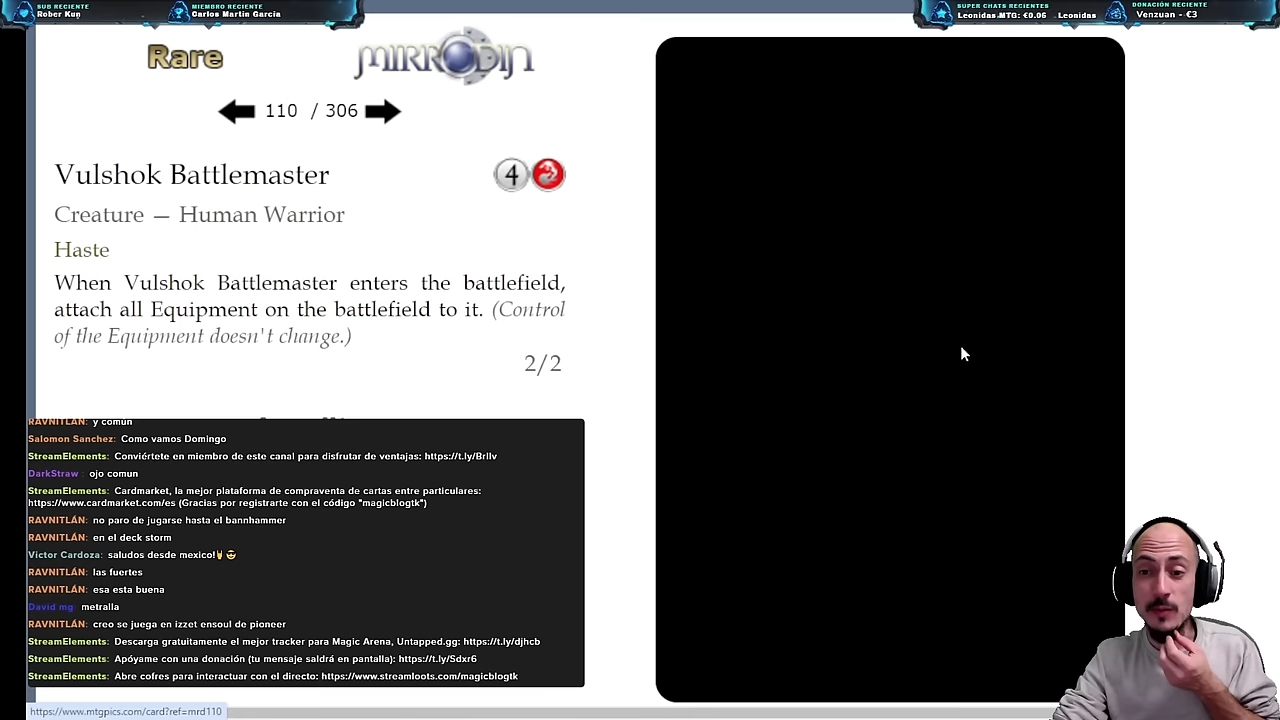 SUB RECIENTE
Rober Kun
MIEMBRO RECIENTE
Carlos Martin Garcia
SUPER CHATS RECIENTES
Leonidas MTG: €0.06 . Leonidas
DONACIÓN RECIENTE
Venzuan - €3
Rare
MIRRODIN
110 / 306
Vulshok Battlemaster
4
Creature — Human Warrior
Haste
When Vulshok Battlemaster enters the battlefield,
attach all Equipment on the battlefield to it. (Control
of the Equipment doesn't change.)
2/2
RAVNITLÁN: y común
Salomon Sanchez: Como vamos Domingo
StreamElements: Conviértete en miembro de este canal para disfrutar de ventajas: https://t.ly/BrIlv
DarkStraw : ojo comun
StreamElements: Cardmarket, la mejor plataforma de compraventa de cartas entre particulares:
https://www.cardmarket.com/es (Gracias por registrarte con el código "magicblogtk")
RAVNITLÁN: no paro de jugarse hasta el bannhammer
RAVNITLÁN: en el deck storm
Victor Cardoza: saludos desde mexico!🤘😎
RAVNITLÁN: las fuertes
RAVNITLÁN: esa esta buena
David mg: metralla
RAVNITLÁN: creo se juega en izzet ensoul de pioneer
StreamElements: Descarga gratuitamente el mejor tracker para Magic Arena, Untapped.gg: https://t.ly/djhcb
StreamElements: Apóyame con una donación (tu mensaje saldrá en pantalla): https://t.ly/Sdxr6
StreamElements: Abre cofres para interactuar con el directo: https://www.streamloots.com/magicblogtk
https://www.mtgpics.com/card?ref=mrd110